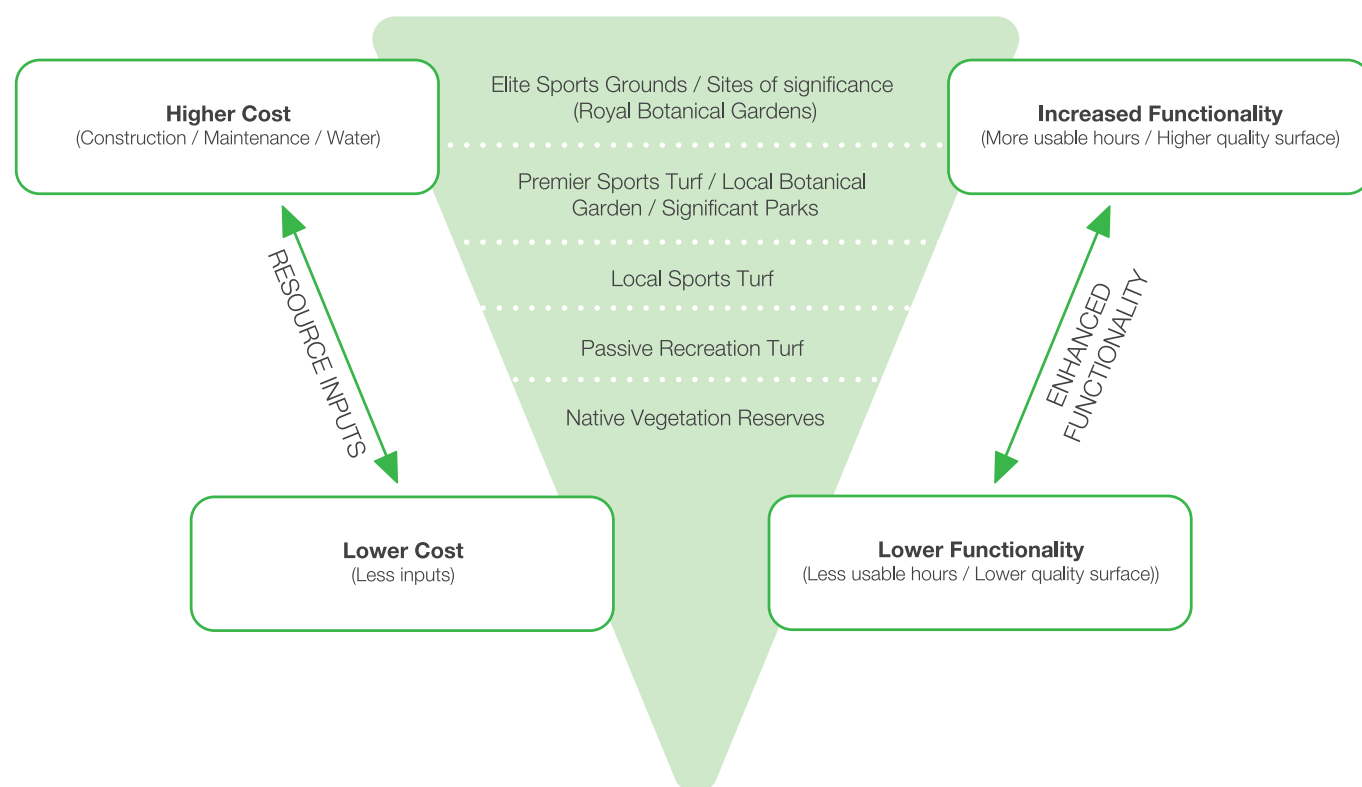 Elite Sports Grounds / Sites of significance
(Royal Botanical Gardens)
Higher Cost
(Construction / Maintenance / Water)
Increased Functionality
(More usable hours / Higher quality surface)
Premier Sports Turf / Local Botanical
Garden / Significant Parks
Local Sports Turf
Passive Recreation Turf
Native Vegetation Reserves
RESOURCE INPUTS
ENHANCED
FUNCTIONALITY
Lower Cost
(Less inputs)
Lower Functionality
(Less usable hours / Lower quality surface))